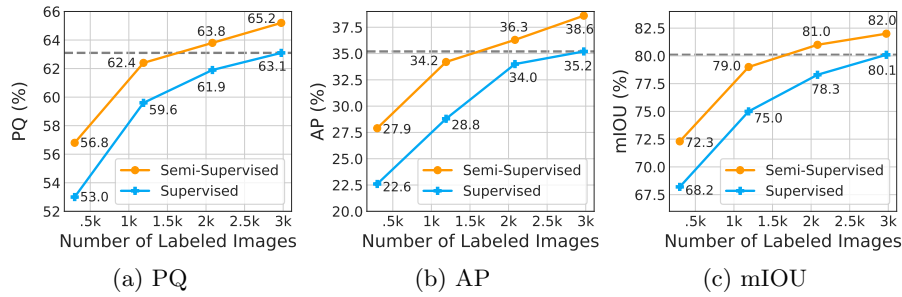 66
64
62
60
58
56
54
52
PQ (%)
56.8
62.4
63.8
65.2
53.0
59.6
61.9
63.1
Semi-Supervised
Supervised
.5k 1k 1.5k 2k 2.5k 3k
Number of Labeled Images
(a) PQ
37.5
35.0
32.5
30.0
27.5
25.0
22.5
20.0
AP (%)
27.9
34.2
36.3
38.6
22.6
28.8
34.0
35.2
Semi-Supervised
Supervised
.5k 1k 1.5k 2k 2.5k 3k
Number of Labeled Images
(b) AP
82.5
80.0
77.5
75.0
72.5
70.0
67.5
mIOU (%)
72.3
79.0
81.0
82.0
68.2
75.0
78.3
80.1
Semi-Supervised
Supervised
.5k 1k 1.5k 2k 2.5k 3k
Number of Labeled Images
(c) mIOU